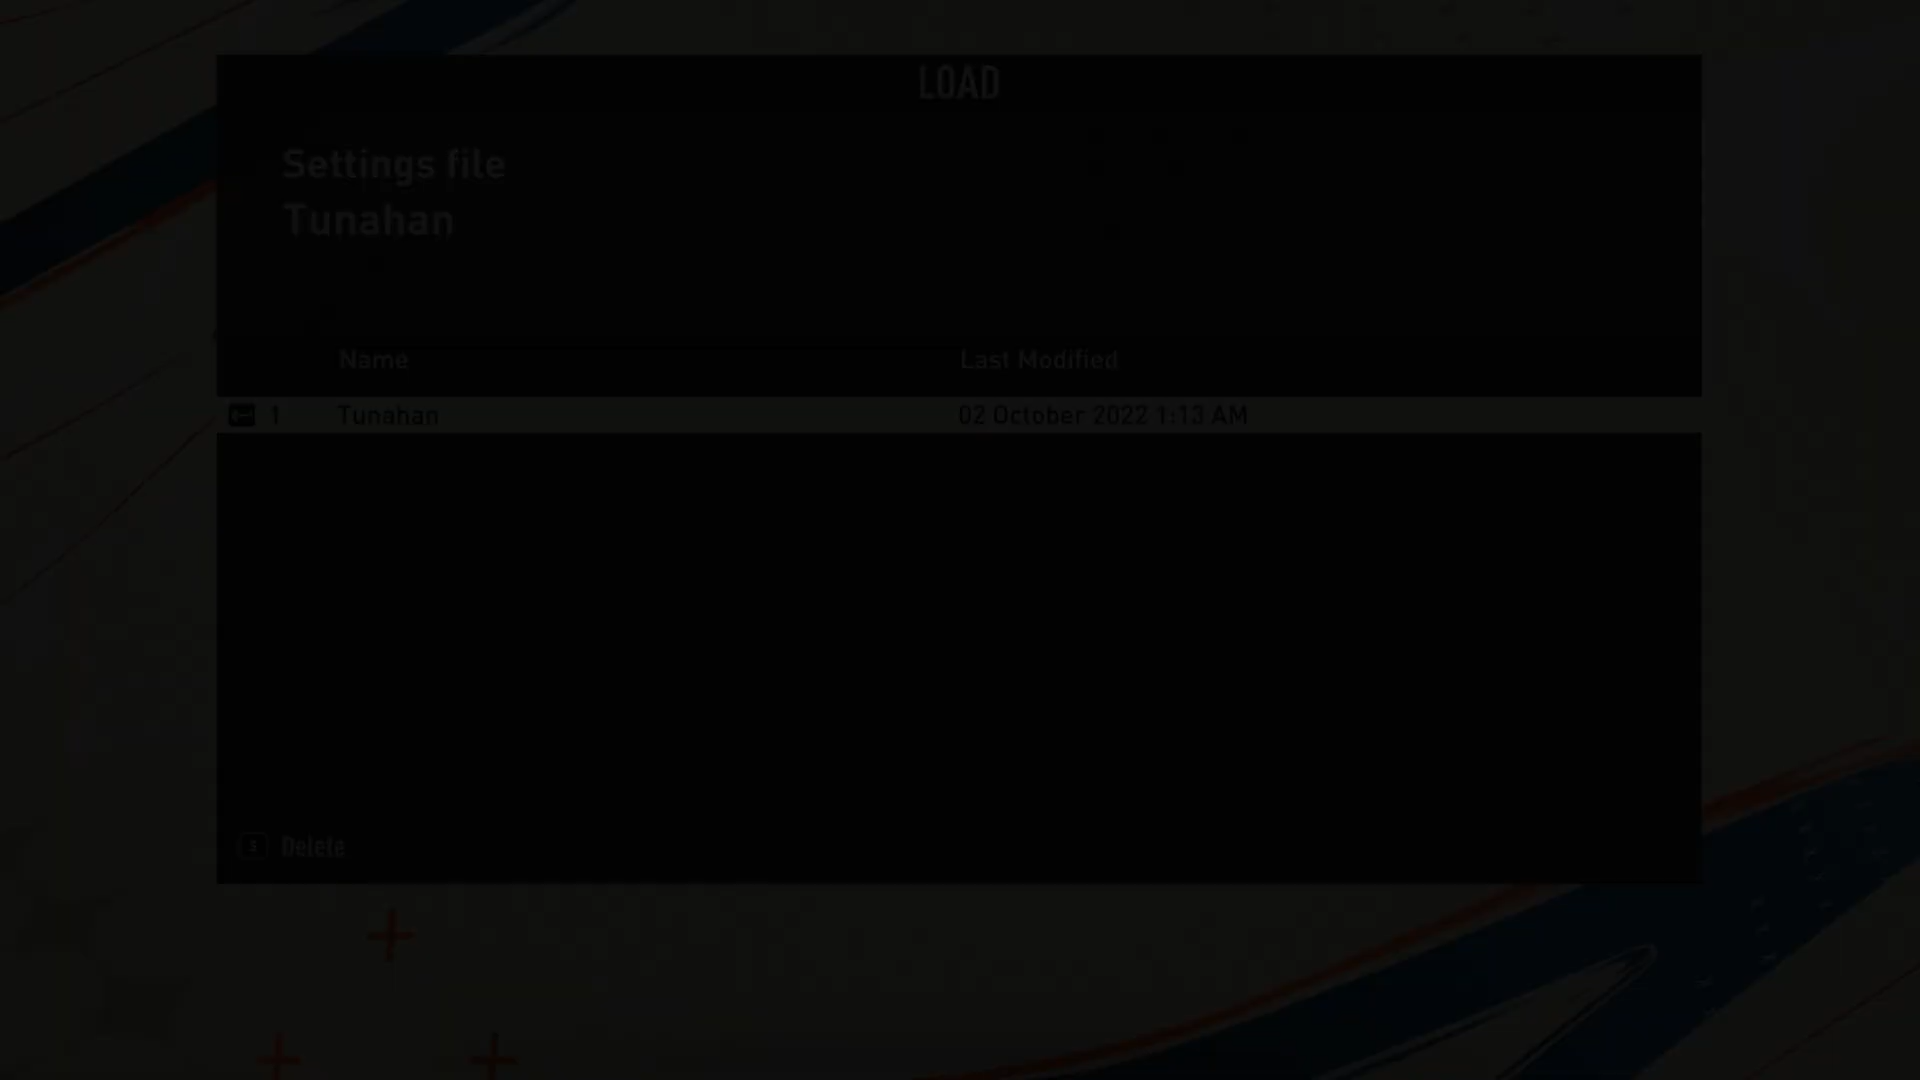 LOAD
Settings file
Tunahan
Name Last Modified
1 Tunahan 02 October 2022 1:13 AM
S Delete